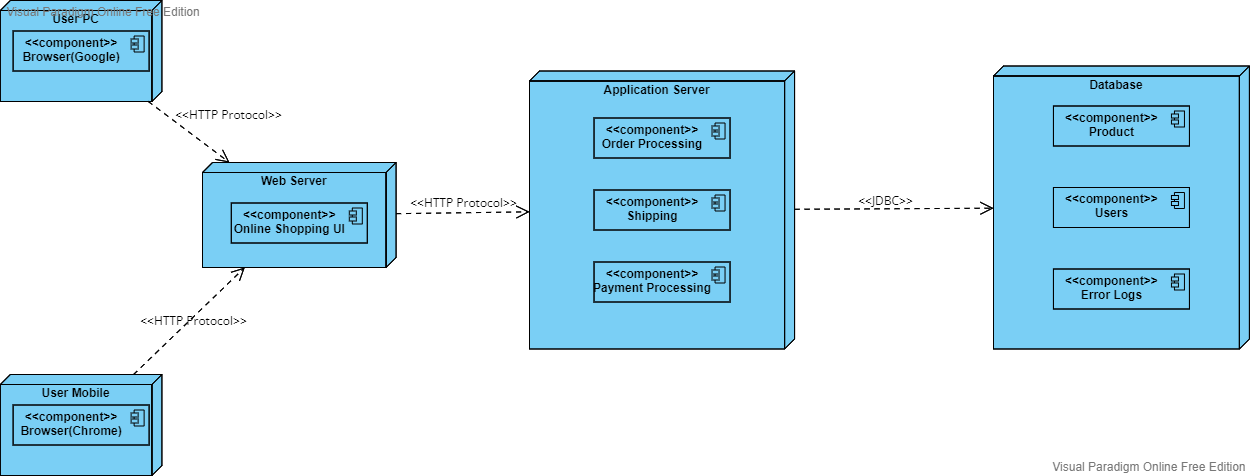 Visual Paradigm Online Free Edition
User PC
<<component>>
Browser(Google)
<<HTTP Protocol>>
Web Server
<<component>>
Online Shopping UI
<<HTTP Protocol>>
User Mobile
<<component>>
Browser(Chrome)
<<HTTP Protocol>>
Application Server
<<component>>
Order Processing
<<component>>
Shipping
<<component>>
Payment Processing
<<JDBC>>
Database
<<component>>
Product
<<component>>
Users
<<component>>
Error Logs
Visual Paradigm Online Free Edition